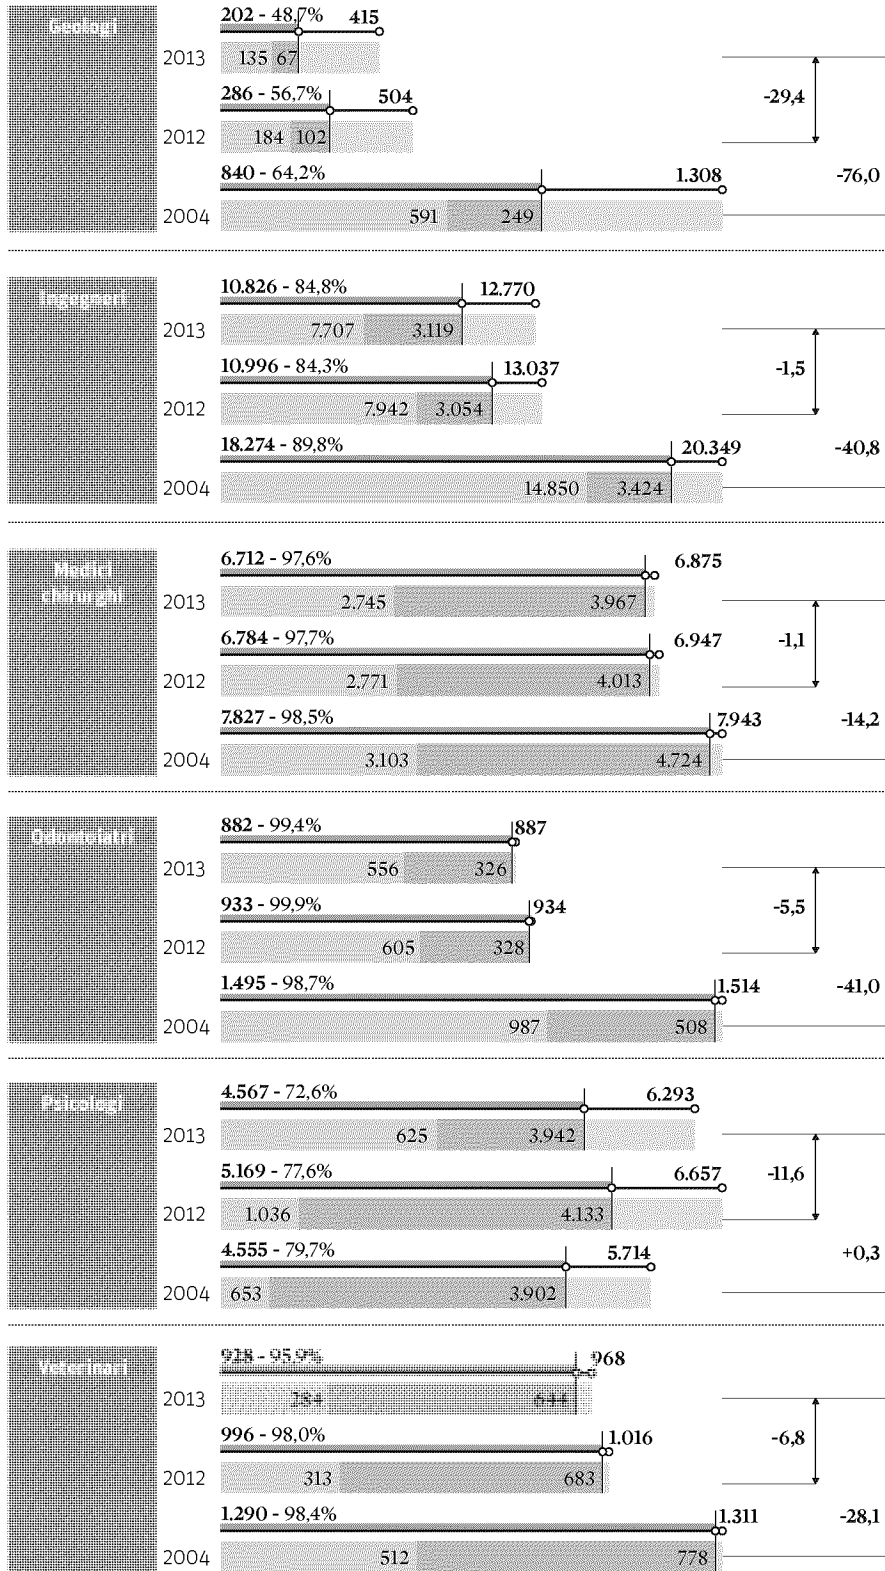 Geologi
202 - 48,7% 415
2013 135 67
-29,4
286 - 56,7% 504
2012 184 102
840 - 64,2% 1.308 -76,0
2004 591 249
Ingegneri
10.826 - 84,8% 12.770
2013 7.707 3.119
-1,5
10.996 - 84,3% 13.037
2012 7.942 3.054
18.274 - 89,8% 20.349 -40,8
2004 14.850 3.424
Medici
chirurghi
6.712 - 97,6% 6.875
2013 2.745 3.967
-1,1
6.784 - 97,7% 6.947
2012 2.771 4.013
7.827 - 98,5% 7.943 -14,2
2004 3.103 4.724
Odontoiatri
882 - 99,4% 887
2013 556 326
-5,5
933 - 99,9% 934
2012 605 328
1.495 - 98,7% 1.514 -41,0
2004 987 508
Psicologi
4.567 - 72,6% 6.293
2013 625 3.942
-11,6
5.169 - 77,6% 6.657
2012 1.036 4.133
4.555 - 79,7% 5.714 +0,3
2004 653 3.902
Veterinari
928 - 95,9% 968
2013 284 644
-6,8
996 - 98,0% 1.016
2012 313 683
1.290 - 98,4% 1.311 -28,1
2004 512 778